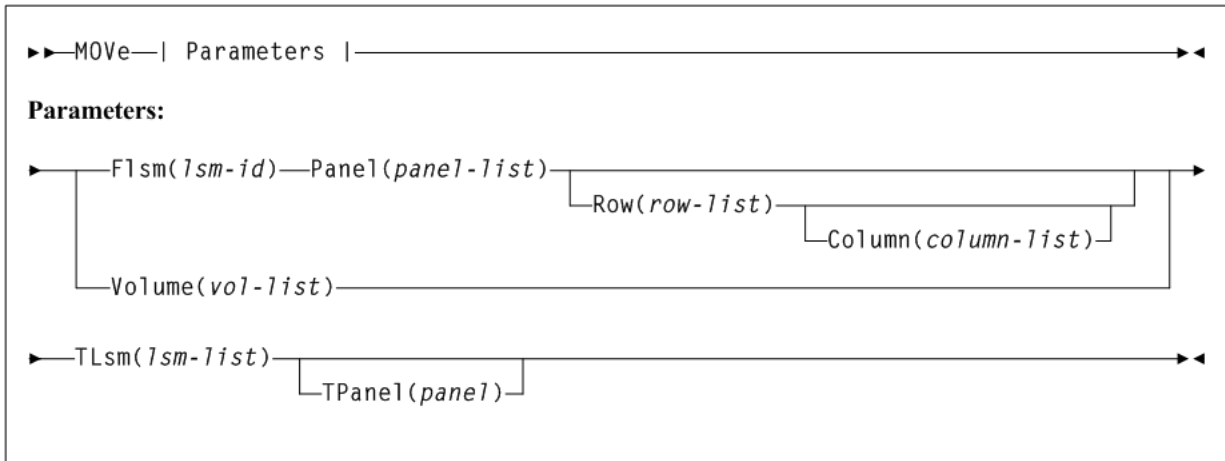 MOVe | Parameters |
Parameters:
Flsm(lsm-id) Panel(panel-list)
Row(row-list)
Column(column-list)
Volume(vol-list)
TLsm(lsm-list)
TPanel(panel)